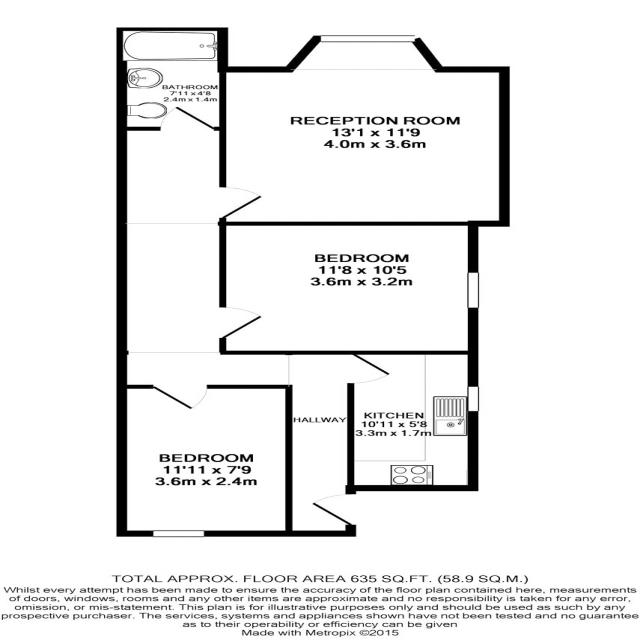 BATHROOM
7'11 x 4'8
2.4m x 1.4m
RECEPTION ROOM
13'1 x 11'9
4.0m x 3.6m
BEDROOM
11'8 x 10'5
3.6m x 3.2m
HALLWAY
KITCHEN
10'11 x 5'8
3.3m x 1.7m
BEDROOM
11'11 x 7'9
3.6m x 2.4m
TOTAL APPROX. FLOOR AREA 635 SQ.FT. (58.9 SQ.M.)
Whilst every attempt has been made to ensure the accuracy of the floor plan contained here, measurements
of doors, windows, rooms and any other items are approximate and no responsibility is taken for any error,
omission, or mis-statement. This plan is for illustrative purposes only and should be used as such by any
prospective purchaser. The services, systems and appliances shown have not been tested and no guarantee
as to their operability or efficiency can be given
Made with Metropix ©2015